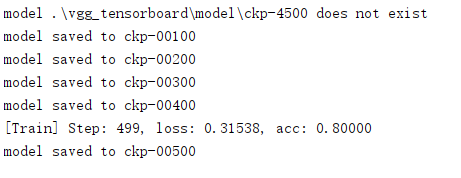 model .\vgg_tensorboard\model\ckp-4500 does not exist
model saved to ckp-00100
model saved to ckp-00200
model saved to ckp-00300
model saved to ckp-00400
[Train] Step: 499, loss: 0.31538, acc: 0.80000
model saved to ckp-00500